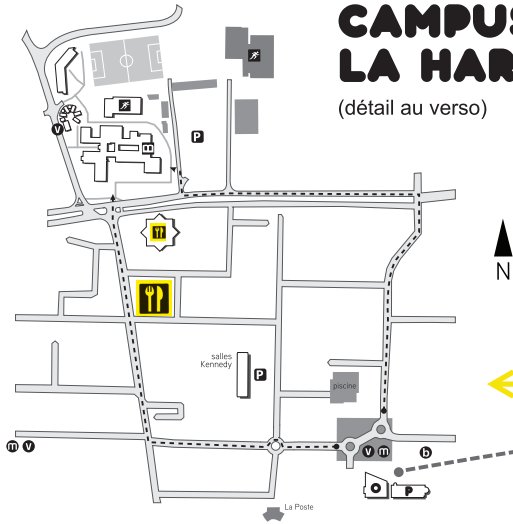 CAMPUS
LA HAR
(détail au verso)
P
v
N
salles
Kennedy
P
piscine
m v
v m
b
P
La Poste